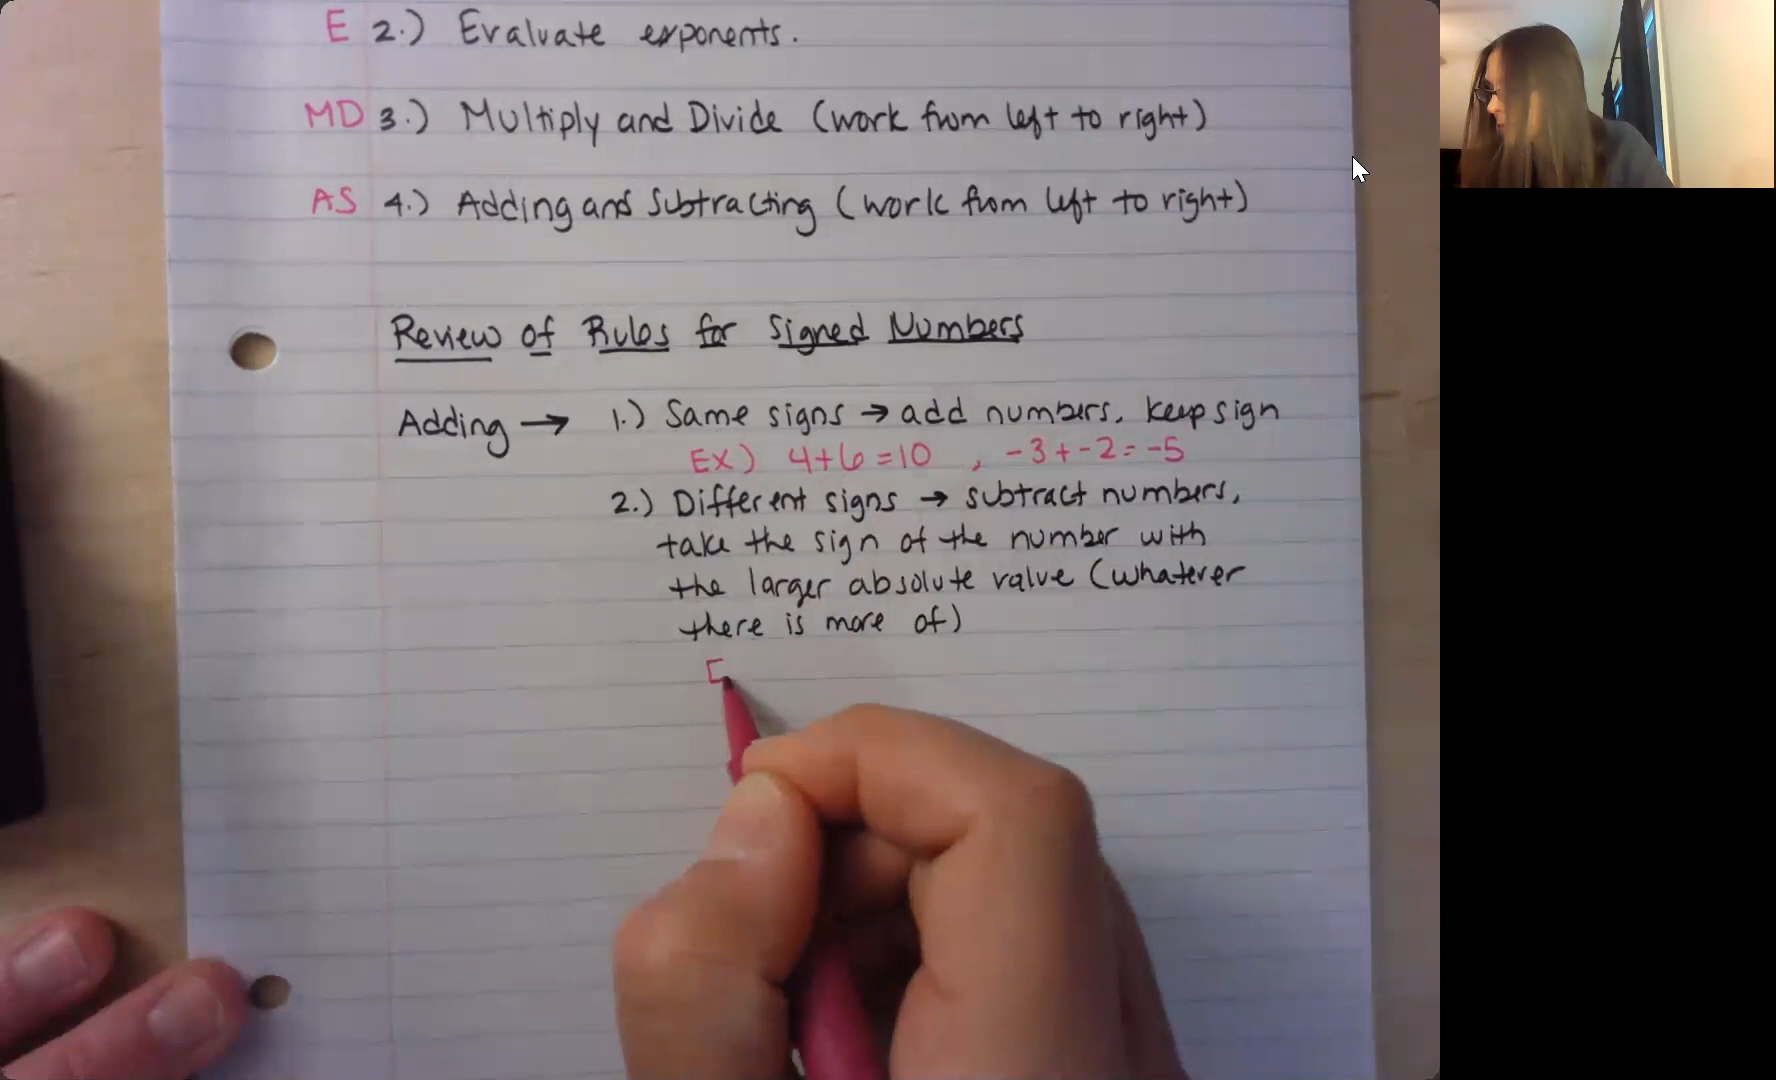 E 2.) Evaluate exponents.
MD 3.) Multiply and Divide (work from left to right)
AS 4.) Adding and Subtracting (work from left to right)
Review of Rules for Signed Numbers
Adding → 1.) Same signs → add numbers, keep sign
EX) 4+6=10 , -3+-2=-5
2.) Different signs → subtract numbers,
take the sign of the number with
the larger absolute value (whatever
there is more of)
E